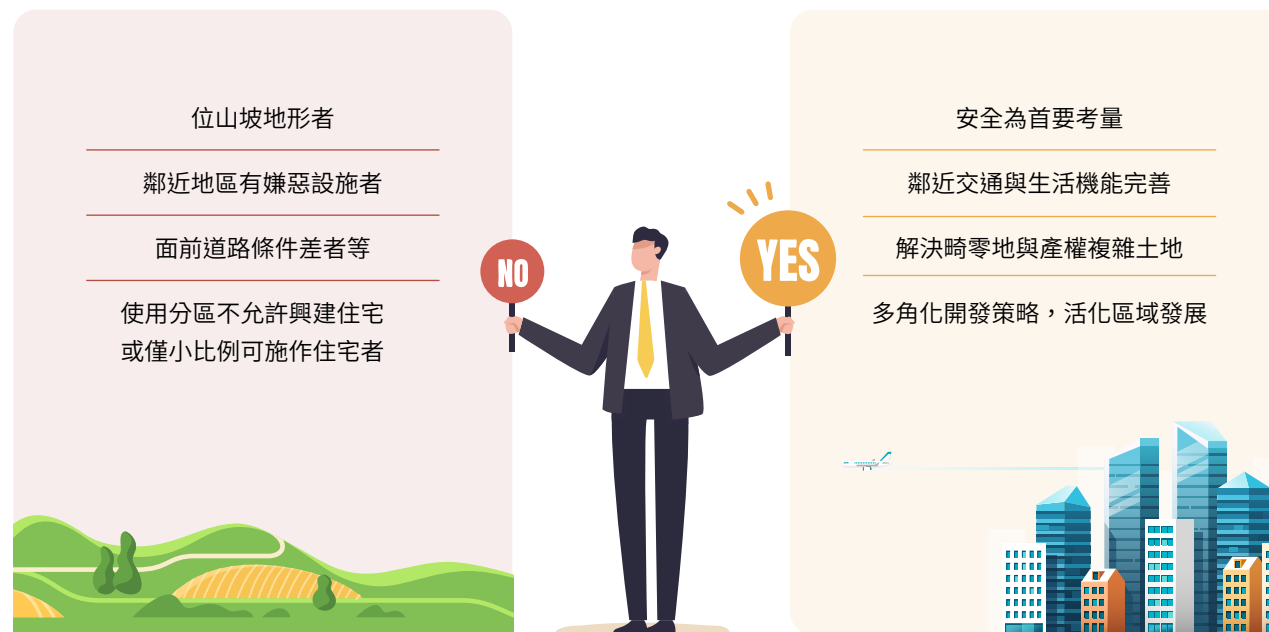 位山坡地形者
鄰近地區有嫌惡設施者
面前道路條件差者等
使用分區不允許興建住宅
或僅小比例可施作住宅者
NO
YES
安全為首要考量
鄰近交通與生活機能完善
解決畸零地與產權複雜土地
多角化開發策略，活化區域發展